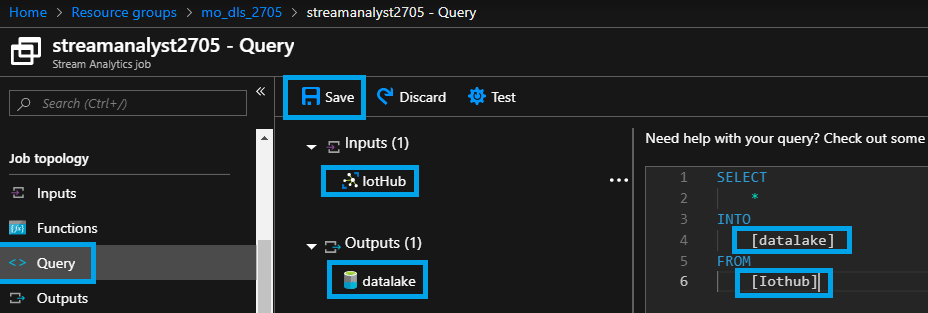 Home > Resource groups > mo_dls_2705 > streamanalyst2705 - Query
streamanalyst2705 - Query
Stream Analytics job
Search (Ctrl+/)
«
Job topology
Inputs
Functions
<> Query
Outputs
Save Discard Test
Inputs (1)
IotHub
...
Outputs (1)
datalake
Need help with your query? Check out some
1 SELECT
2 *
3 INTO
4 [datalake]
5 FROM
6 [Iothub]